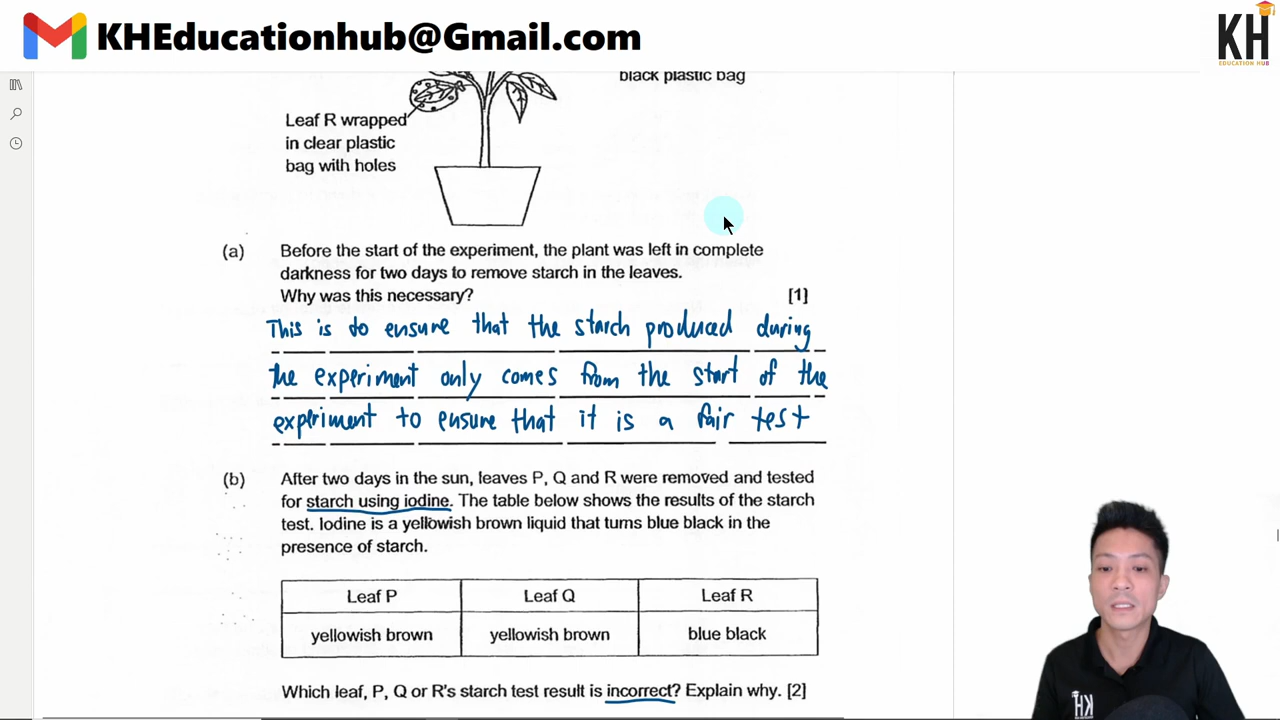 KHEducationhub@Gmail.com
KH
EDUCATION HUB
black plastic bag
Leaf R wrapped
in clear plastic
bag with holes
(a) Before the start of the experiment, the plant was left in complete
darkness for two days to remove starch in the leaves.
Why was this necessary? [1]
This is to ensure that the starch produced during
the experiment only comes from the start of the
experiment to ensure that it is a fair test
(b) After two days in the sun, leaves P, Q and R were removed and tested
for starch using iodine. The table below shows the results of the starch
test. Iodine is a yellowish brown liquid that turns blue black in the
presence of starch.
Leaf P Leaf Q Leaf R
yellowish brown yellowish brown blue black
Which leaf, P, Q or R's starch test result is incorrect? Explain why. [2]
KH